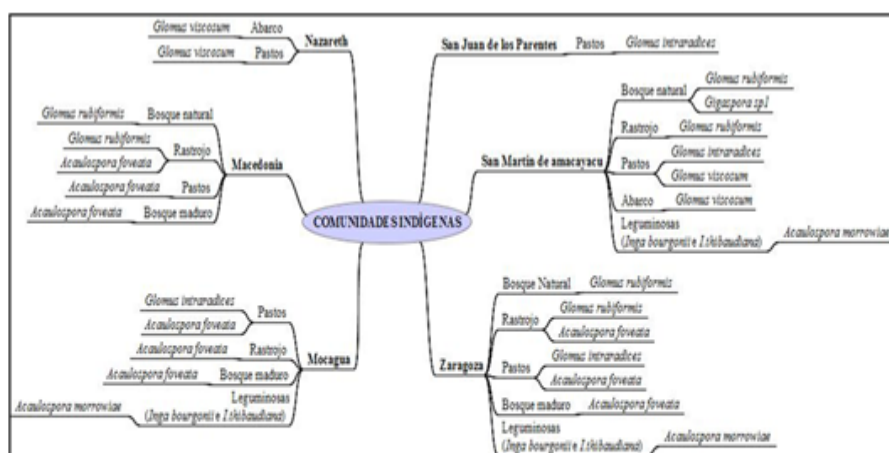 COMUNIDADES INDÍGENAS
Nazareth
Abarco
Glomus viscosum
Pastos
Glomus viscosum
Macedonia
Bosque natural
Glomus rubiformis
Rastrojo
Glomus rubiformis
Acaulospora foveata
Pastos
Acaulospora foveata
Bosque maduro
Acaulospora foveata
Mocagua
Pastos
Glomus intraradices
Acaulospora foveata
Rastrojo
Acaulospora foveata
Bosque maduro
Acaulospora foveata
Leguminosas
(Inga bourgonii e I.thibaudiana)
Acaulospora morrowiae
San Juan de los Parentes
Pastos
Glomus intraradices
San Martin de amacayacu
Bosque natural
Glomus rubiformis
Gigaspora sp1
Rastrojo
Glomus rubiformis
Pastos
Glomus intraradices
Glomus viscosum
Abarco
Glomus viscosum
Leguminosas
(Inga bourgonii e I.thibaudiana)
Acaulospora morrowiae
Zaragoza
Bosque Natural
Glomus rubiformis
Rastrojo
Glomus rubiformis
Acaulospora foveata
Pastos
Glomus intraradices
Acaulospora foveata
Bosque maduro
Acaulospora foveata
Leguminosas
(Inga bourgonii e I.thibaudiana)
Acaulospora morrowiae